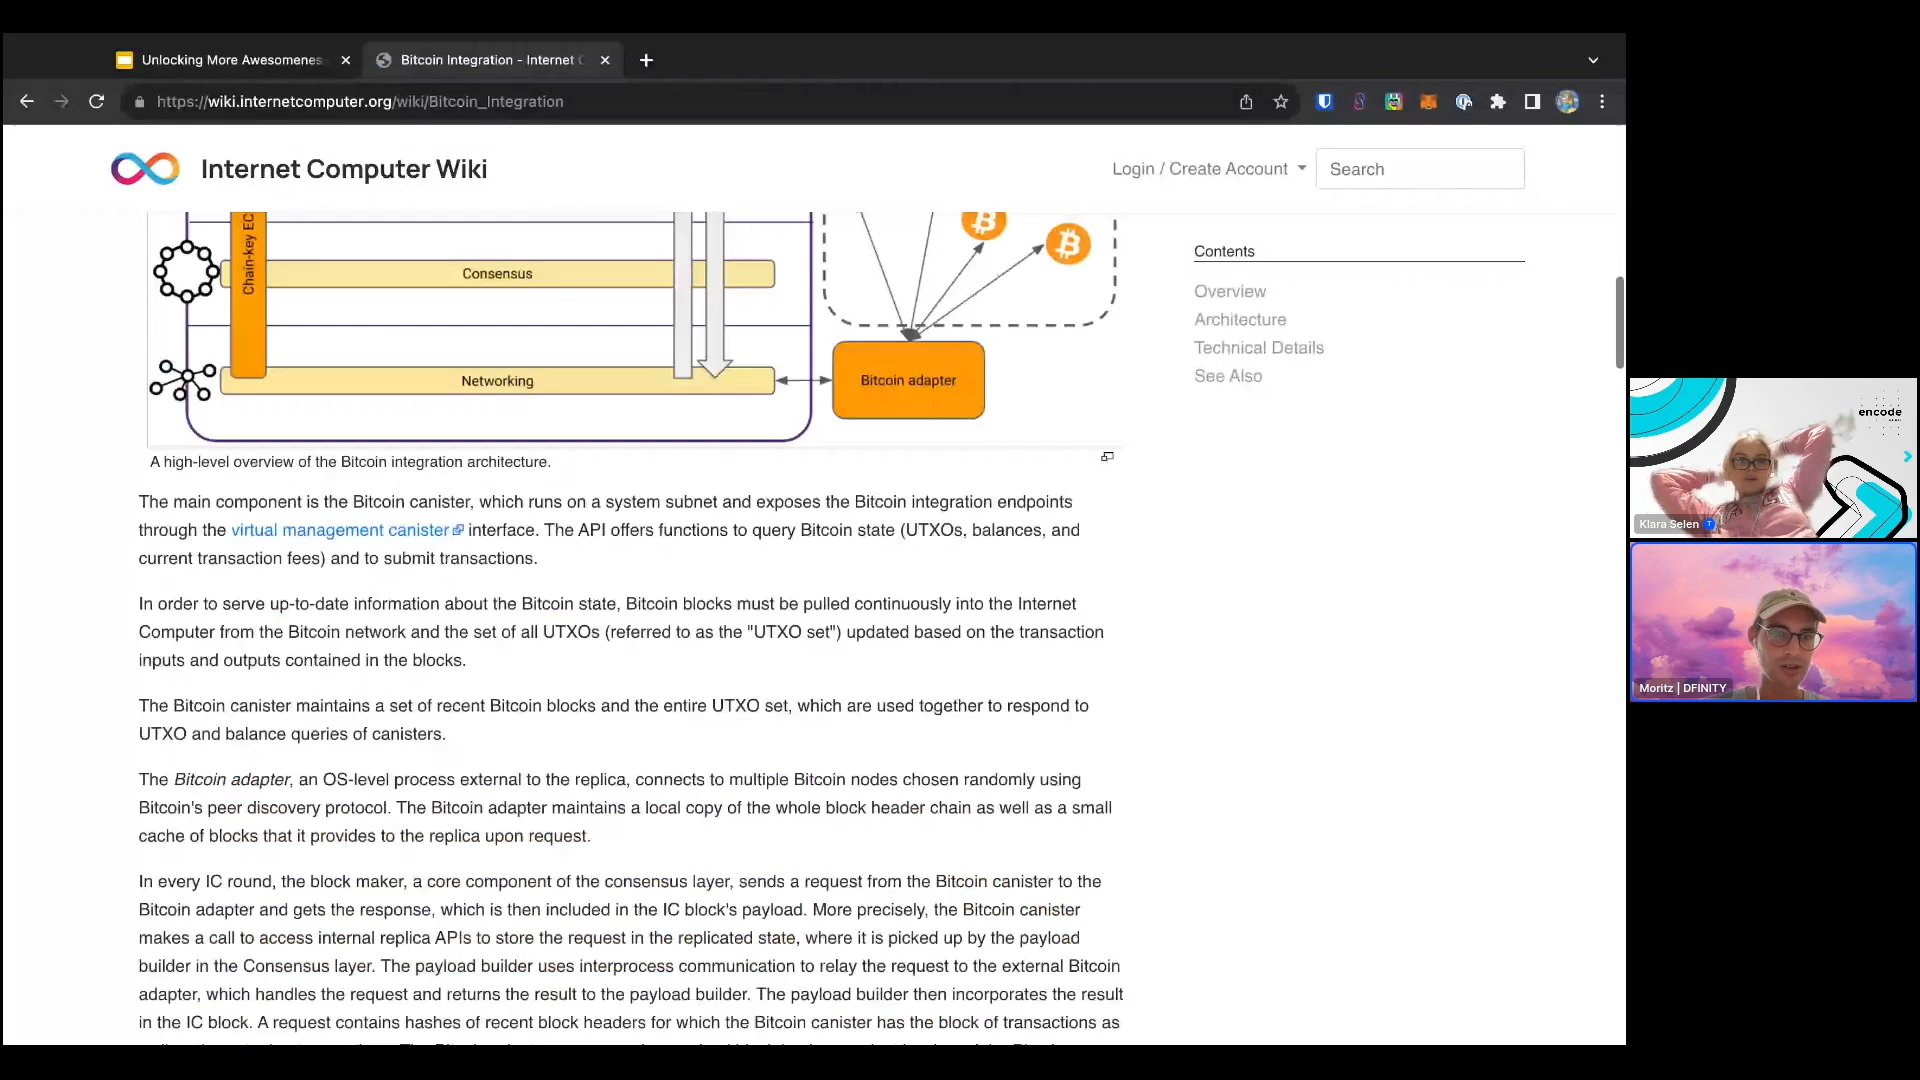 Unlocking More Awesomenes
Bitcoin Integration - Internet C
https://wiki.internetcomputer.org/wiki/Bitcoin_Integration
Internet Computer Wiki
Login / Create Account
Search
Chain-key EC
Consensus
Networking
Bitcoin adapter
A high-level overview of the Bitcoin integration architecture.
The main component is the Bitcoin canister, which runs on a system subnet and exposes the Bitcoin integration endpoints
through the virtual management canister interface. The API offers functions to query Bitcoin state (UTXOs, balances, and
current transaction fees) and to submit transactions.
In order to serve up-to-date information about the Bitcoin state, Bitcoin blocks must be pulled continuously into the Internet
Computer from the Bitcoin network and the set of all UTXOs (referred to as the "UTXO set") updated based on the transaction
inputs and outputs contained in the blocks.
The Bitcoin canister maintains a set of recent Bitcoin blocks and the entire UTXO set, which are used together to respond to
UTXO and balance queries of canisters.
The Bitcoin adapter, an OS-level process external to the replica, connects to multiple Bitcoin nodes chosen randomly using
Bitcoin's peer discovery protocol. The Bitcoin adapter maintains a local copy of the whole block header chain as well as a small
cache of blocks that it provides to the replica upon request.
In every IC round, the block maker, a core component of the consensus layer, sends a request from the Bitcoin canister to the
Bitcoin adapter and gets the response, which is then included in the IC block's payload. More precisely, the Bitcoin canister
makes a call to access internal replica APIs to store the request in the replicated state, where it is picked up by the payload
builder in the Consensus layer. The payload builder uses interprocess communication to relay the request to the external Bitcoin
adapter, which handles the request and returns the result to the payload builder. The payload builder then incorporates the result
in the IC block. A request contains hashes of recent block headers for which the Bitcoin canister has the block of transactions as
Contents
Overview
Architecture
Technical Details
See Also
encode
Klara Selen
Moritz | DFINITY